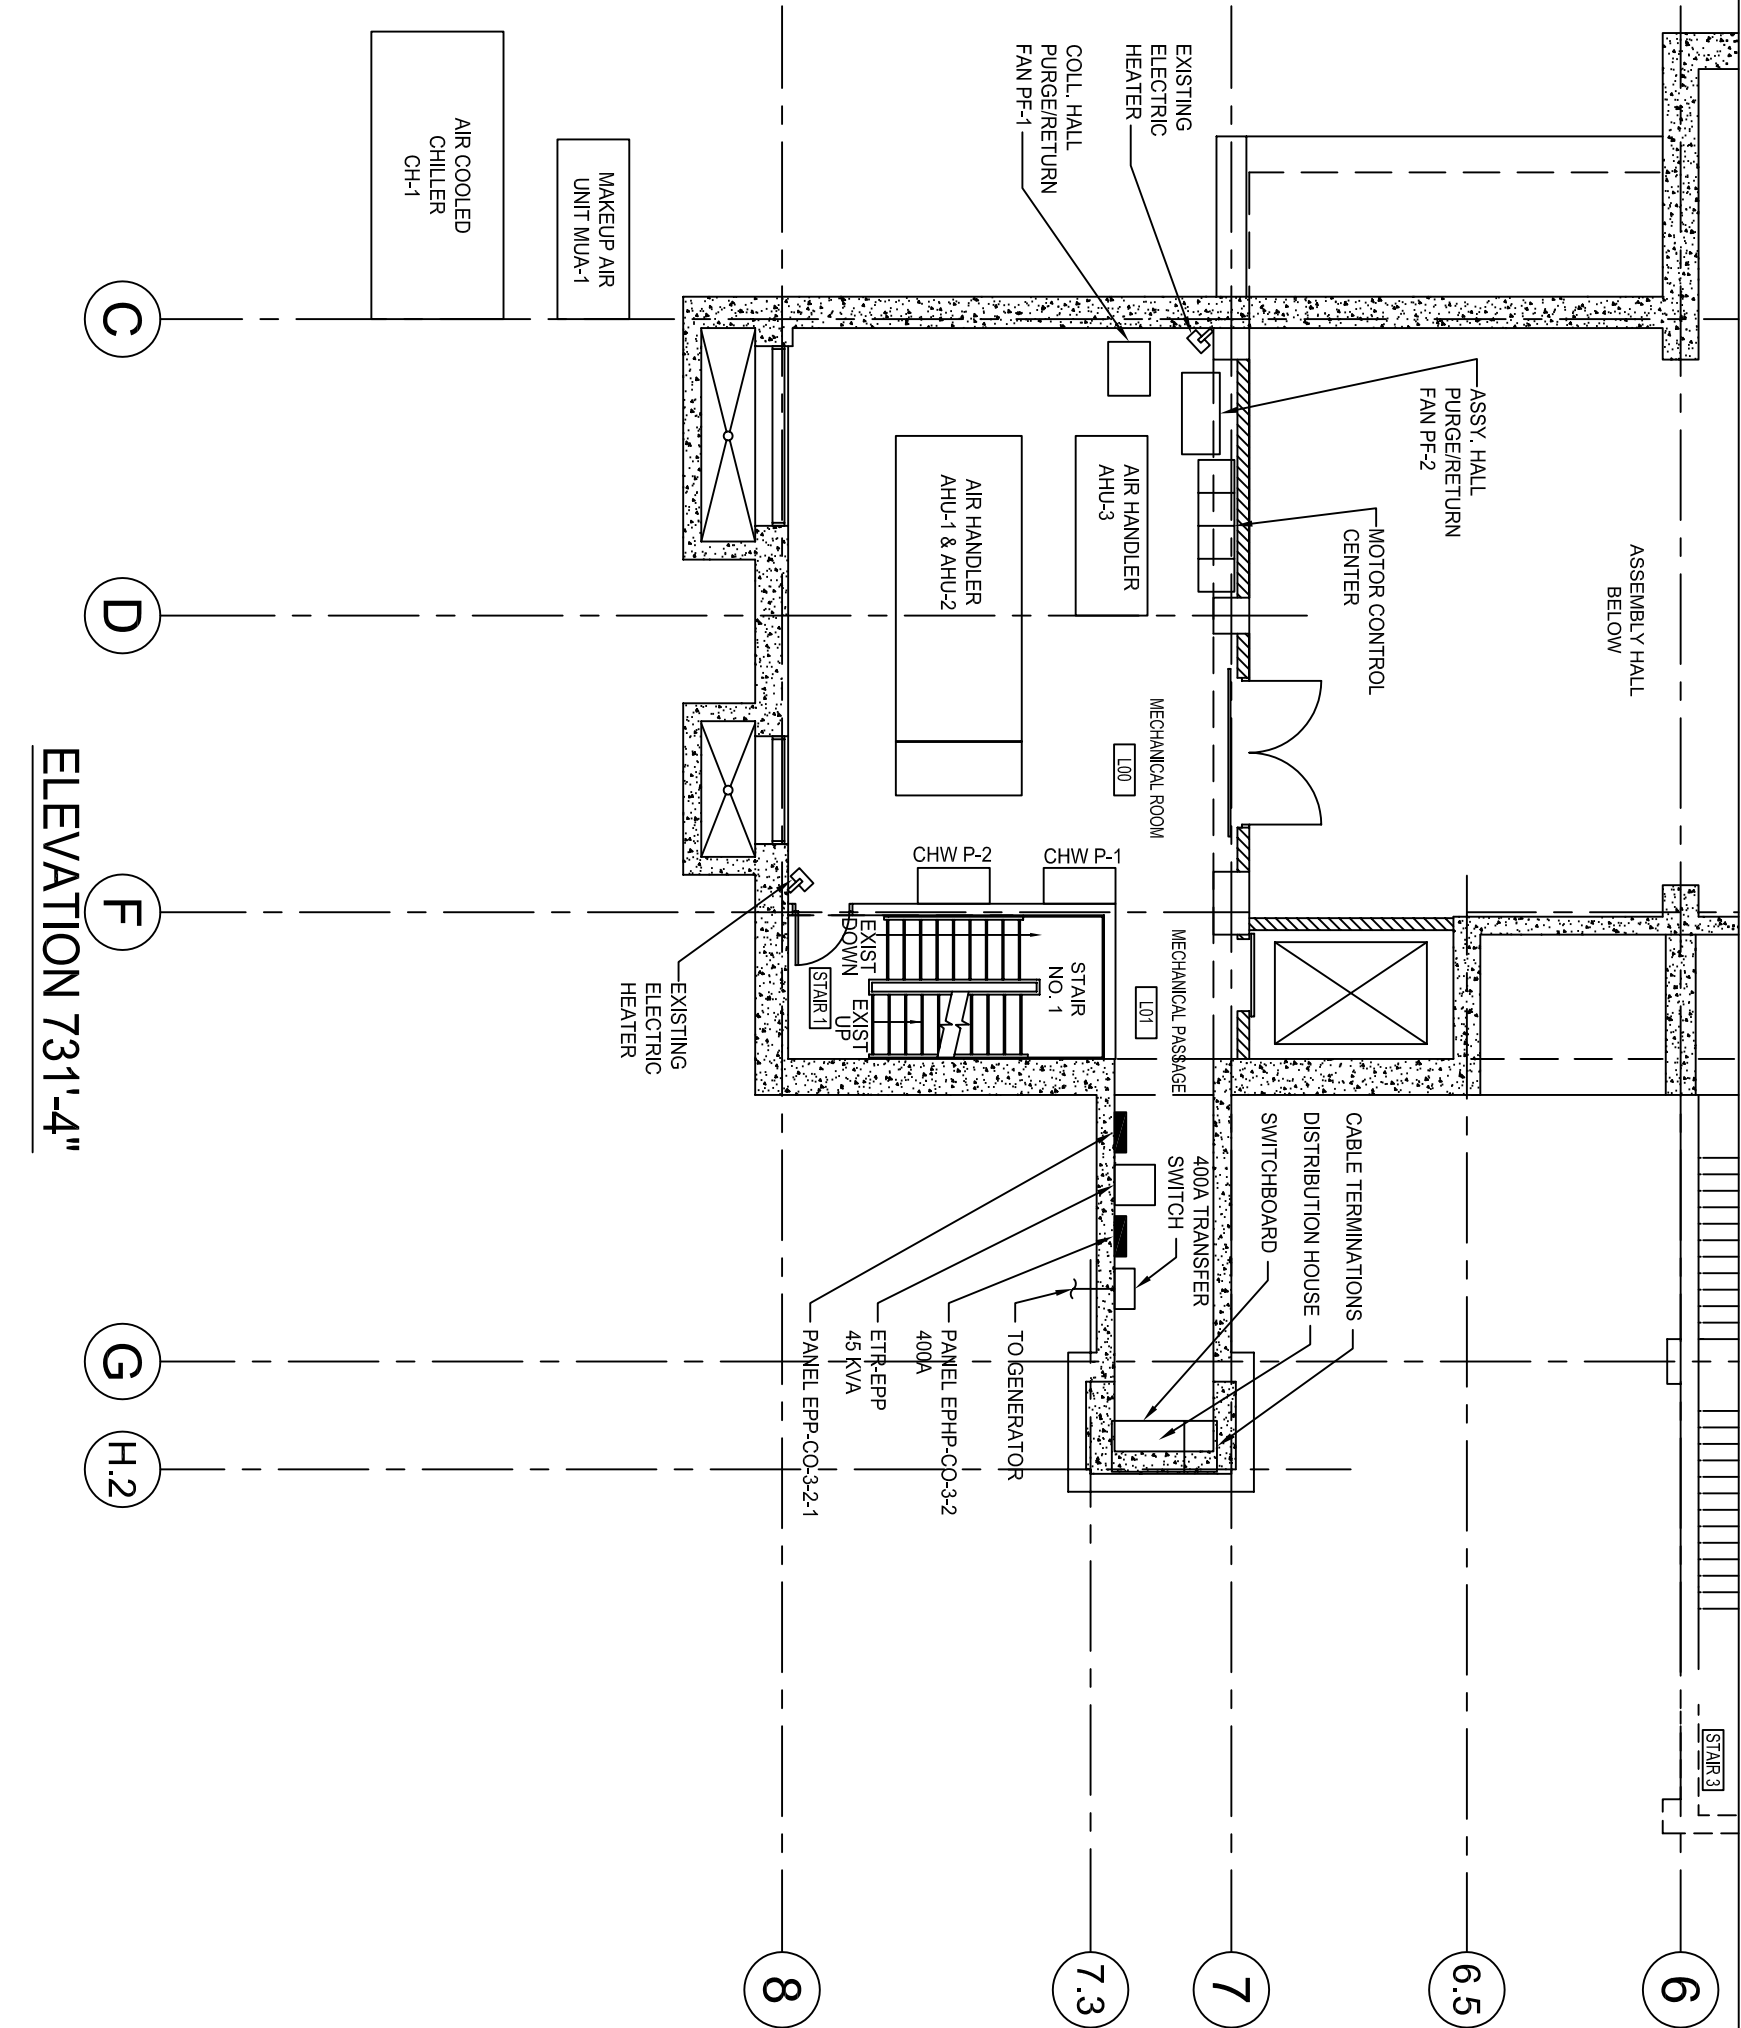 EXISTING
ELECTRIC
HEATER
COLL. HALL
PURGE/RETURN
FAN PF-1
AIR COOLED
CHILLER
CH-1
MAKEUP AIR
UNIT MUA-1
ASSY. HALL
PURGE/RETURN
FAN PF-2
MOTOR CONTROL
CENTER
ASSEMBLY HALL
BELOW
AIR HANDLER
AHU-3
AIR HANDLER
AHU-1 & AHU-2
MECHANICAL ROOM
L00
CHW P-2
CHW P-1
EXIST
DOWN
EXIST
UP
STAIR 1
STAIR
NO. 1
L01
MECHANICAL PASSAGE
EXISTING
ELECTRIC
HEATER
CABLE TERMINATIONS
DISTRIBUTION HOUSE
SWITCHBOARD
400A TRANSFER
SWITCH
TO GENERATOR
PANEL EPHP-CO-3-2
400A
ETR-EPP
45 KVA
PANEL EPP-CO-3-2-1
STAIR 3
C
D
F
G
H.2
8
7.3
7
6.5
6
ELEVATION 731'-4"